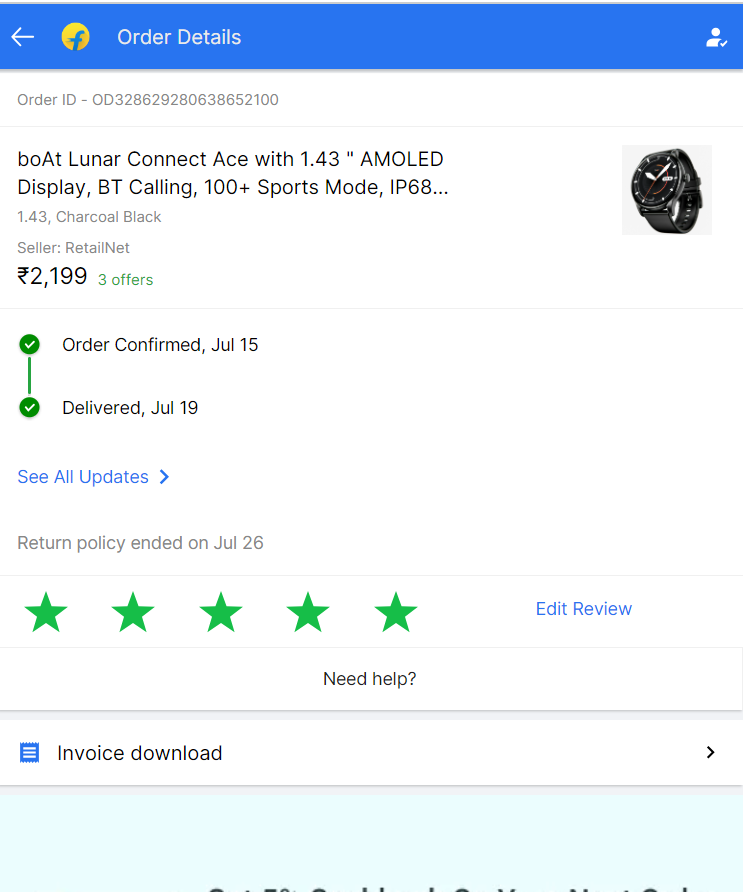 Order Details
Order ID - OD328629280638652100
boAt Lunar Connect Ace with 1.43 " AMOLED
Display, BT Calling, 100+ Sports Mode, IP68...
1.43, Charcoal Black
Seller: RetailNet
₹2,199 3 offers
Order Confirmed, Jul 15
Delivered, Jul 19
See All Updates
Return policy ended on Jul 26
Edit Review
Need help?
Invoice download